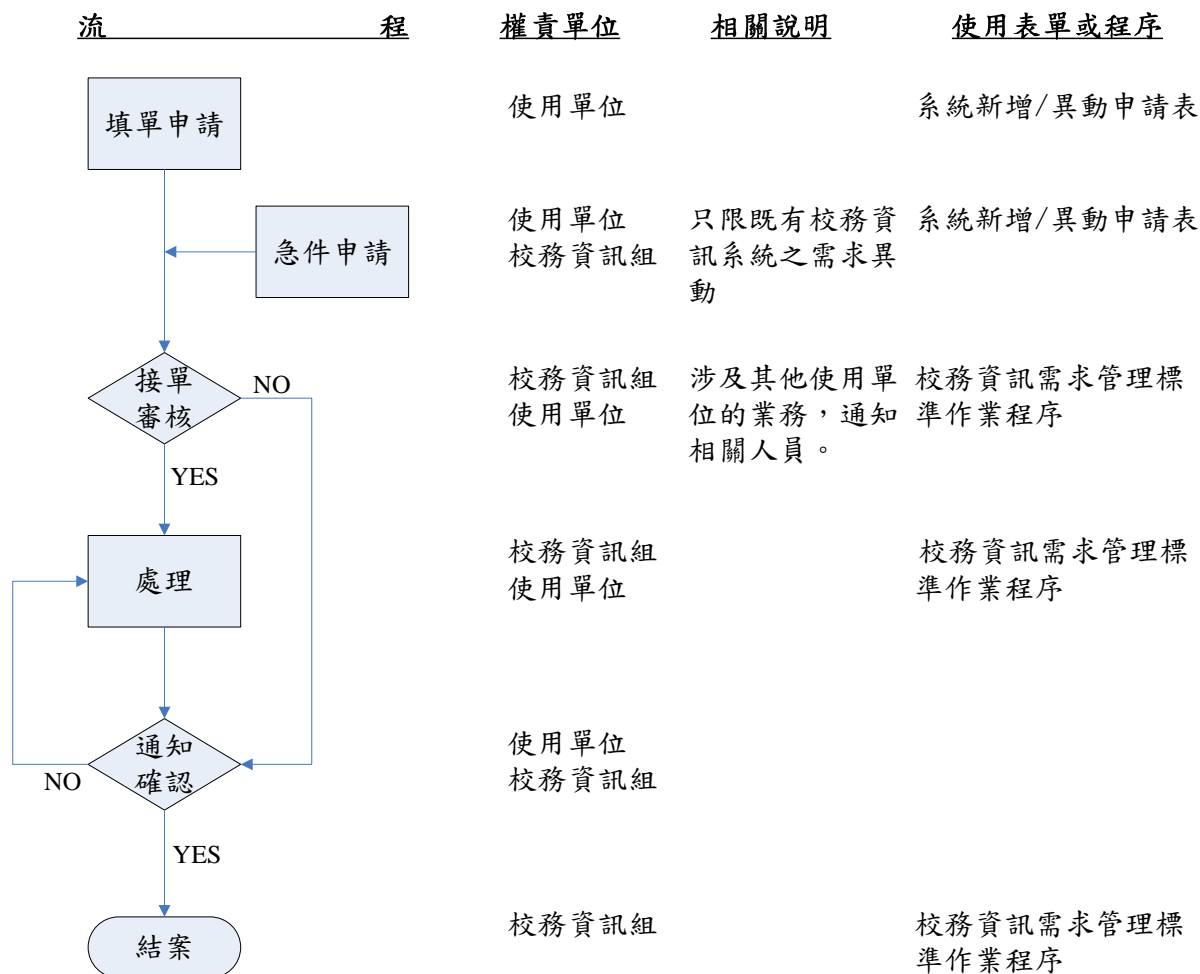 流 程 權責單位 相關說明 使用表單或程序
填單申請 使用單位 系統新增/異動申請表
使用單位 只限既有校務資 系統新增/異動申請表
急件申請 校務資訊組 訊系統之需求異
動
接單 NO 校務資訊組 涉及其他使用單 校務資訊需求管理標
審核 使用單位 位的業務，通知 準作業程序
相關人員。
YES
校務資訊組 校務資訊需求管理標
處理 使用單位 準作業程序
通知 使用單位
NO 確認 校務資訊組
YES
校務資訊組 校務資訊需求管理標
結案 準作業程序